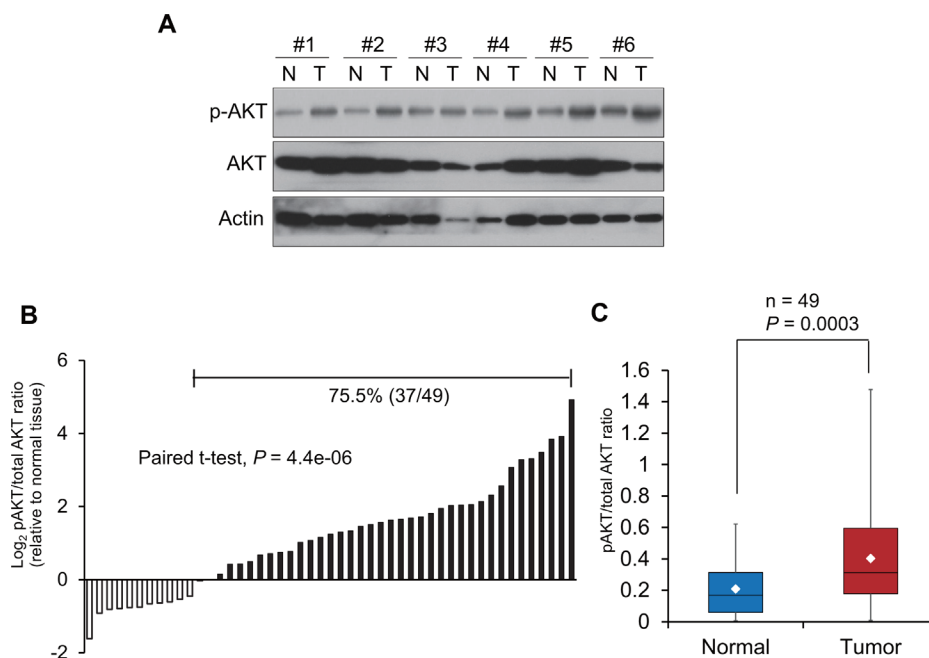 A
#1 #2 #3 #4 #5 #6
N T N T N T N T N T N T
p-AKT
AKT
Actin
B
Log2 pAKT/total AKT ratio
(relative to normal tissue)
6
4
2
0
-2
75.5% (37/49)
Paired t-test, P = 4.4e-06
C
n = 49
P = 0.0003
pAKT/total AKT ratio
1.6
1.4
1.2
1
0.8
0.6
0.4
0.2
0
Normal Tumor